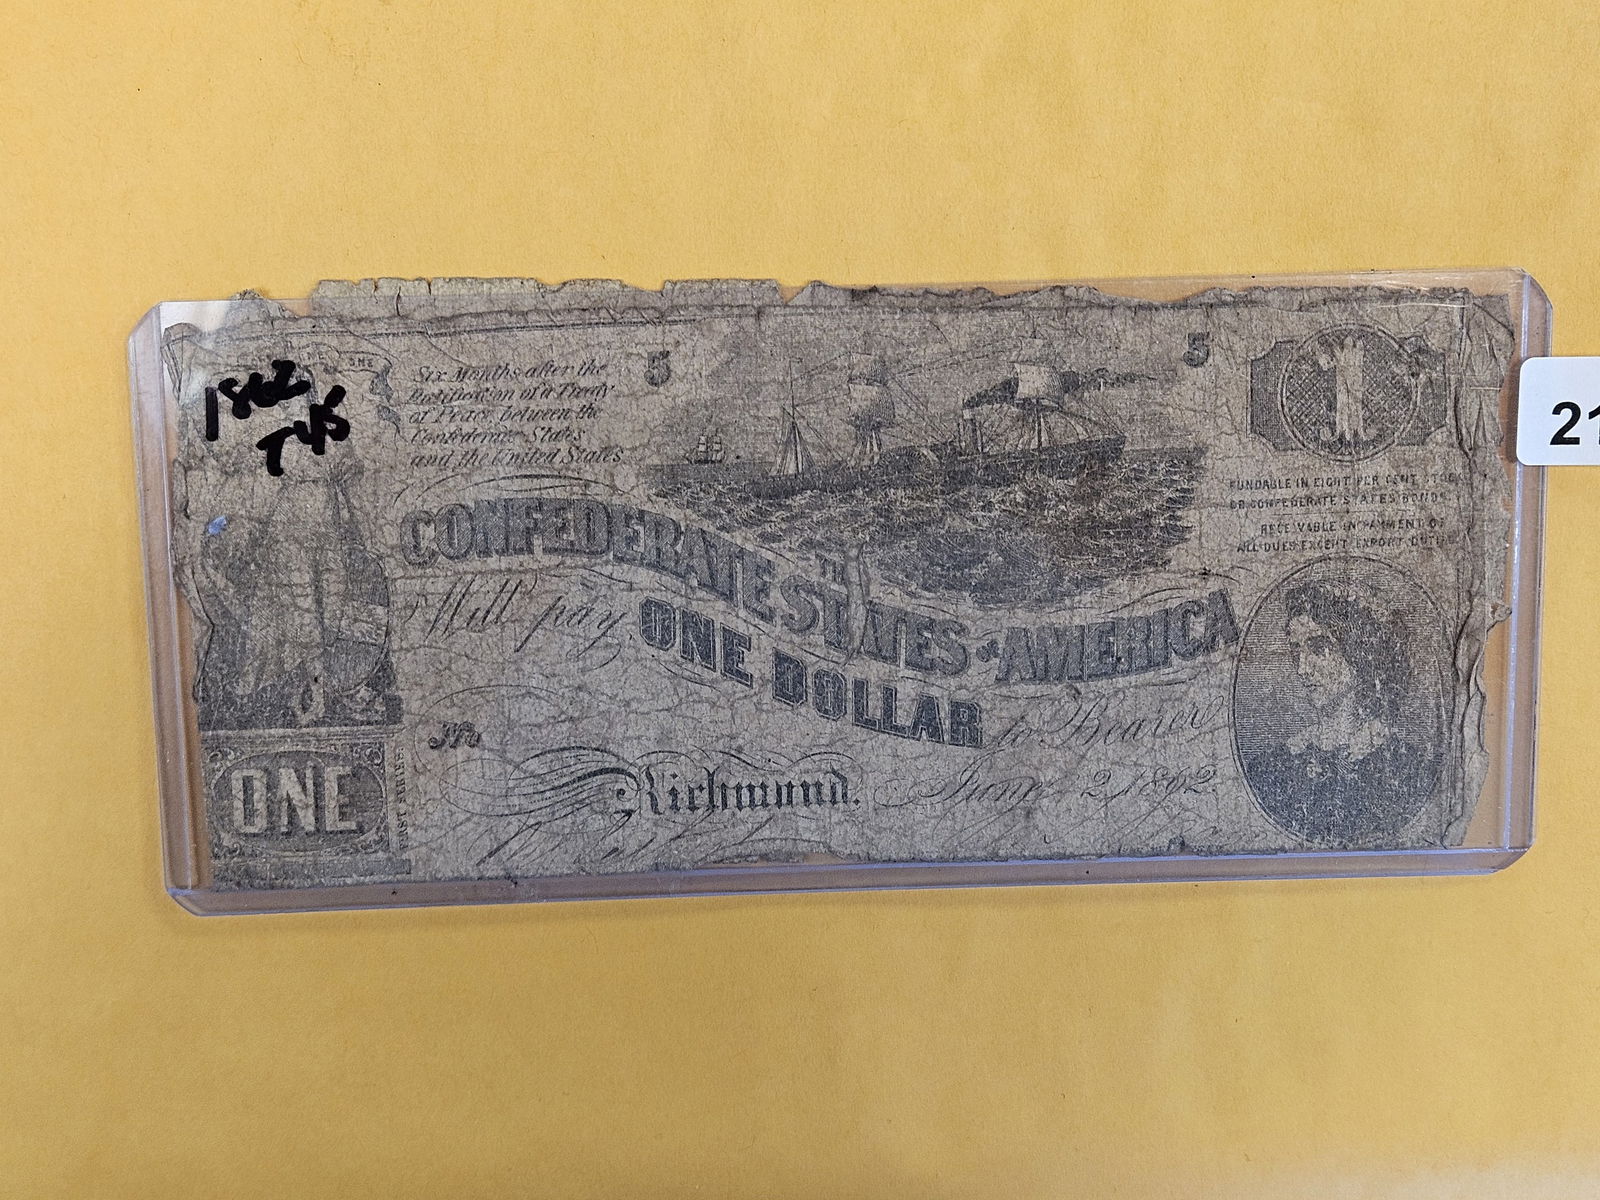 1862
T45
Six Months after the
Ratification of a Treaty
of Peace between the
Confederate States
and the United States
5
5
1
FUNDABLE IN EIGHT PER CENT STOCK
OR CONFEDERATE STATES BONDS
RECEIVABLE IN PAYMENT OF
ALL DUES EXCEPT EXPORT DUTIES
THE
CONFEDERATE STATES OF AMERICA
Will pay ONE DOLLAR to Bearer
No
Richmond. June 2, 1862.
ONE
FIRST SERIES
21